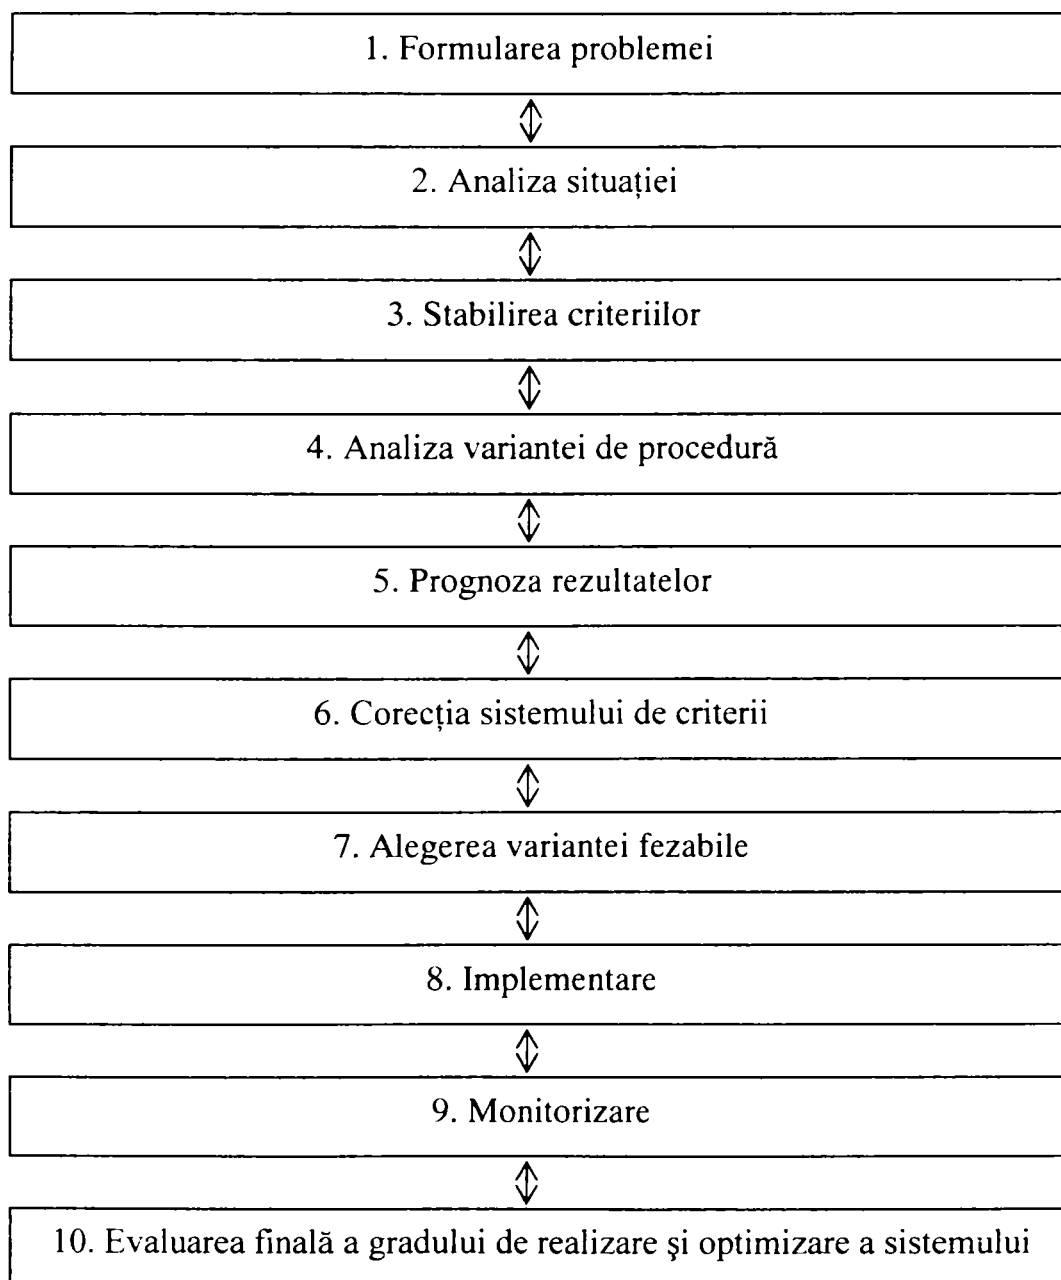 1. Formularea problemei
2. Analiza situației
3. Stabilirea criteriilor
4. Analiza variantei de procedură
5. Prognoza rezultatelor
6. Corecția sistemului de criterii
7. Alegerea variantei fezabile
8. Implementare
9. Monitorizare
10. Evaluarea finală a gradului de realizare și optimizare a sistemului